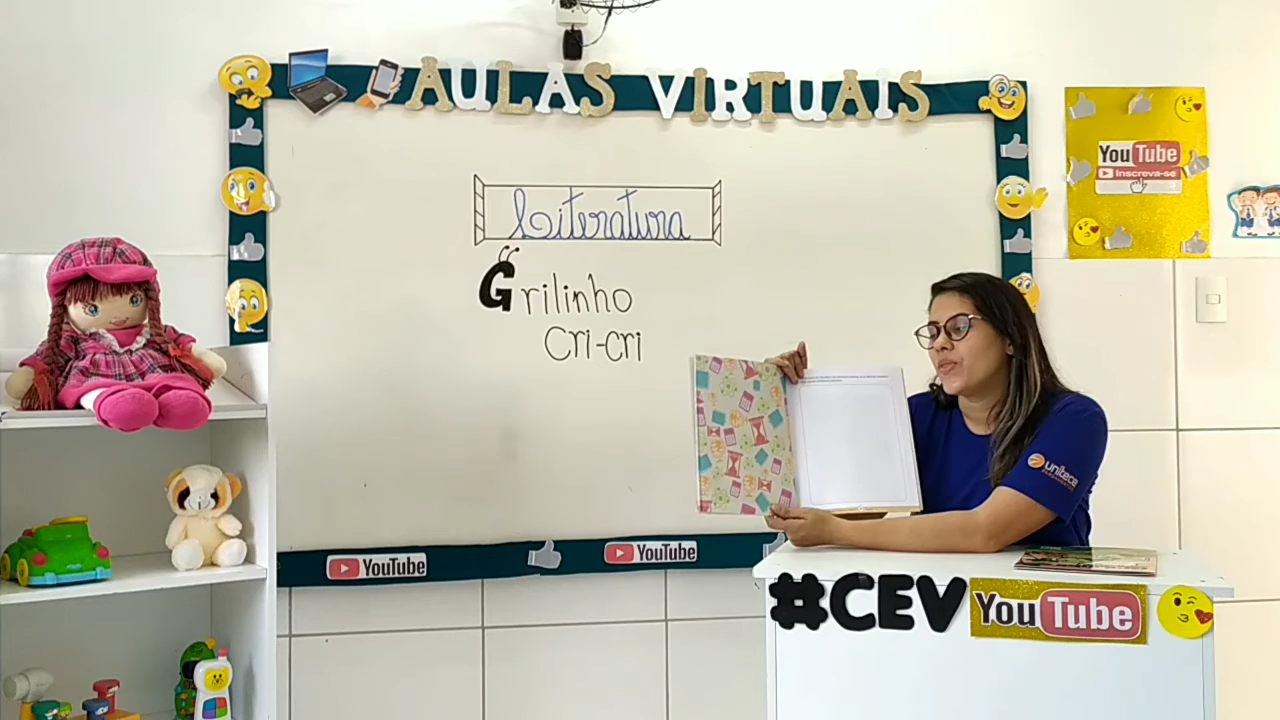 AULAS VIRTUAIS
YouTube
Inscreva-se
Literatura
Grilinho
Cri-cri
unitece
YouTube
YouTube
#CEV
YouTube